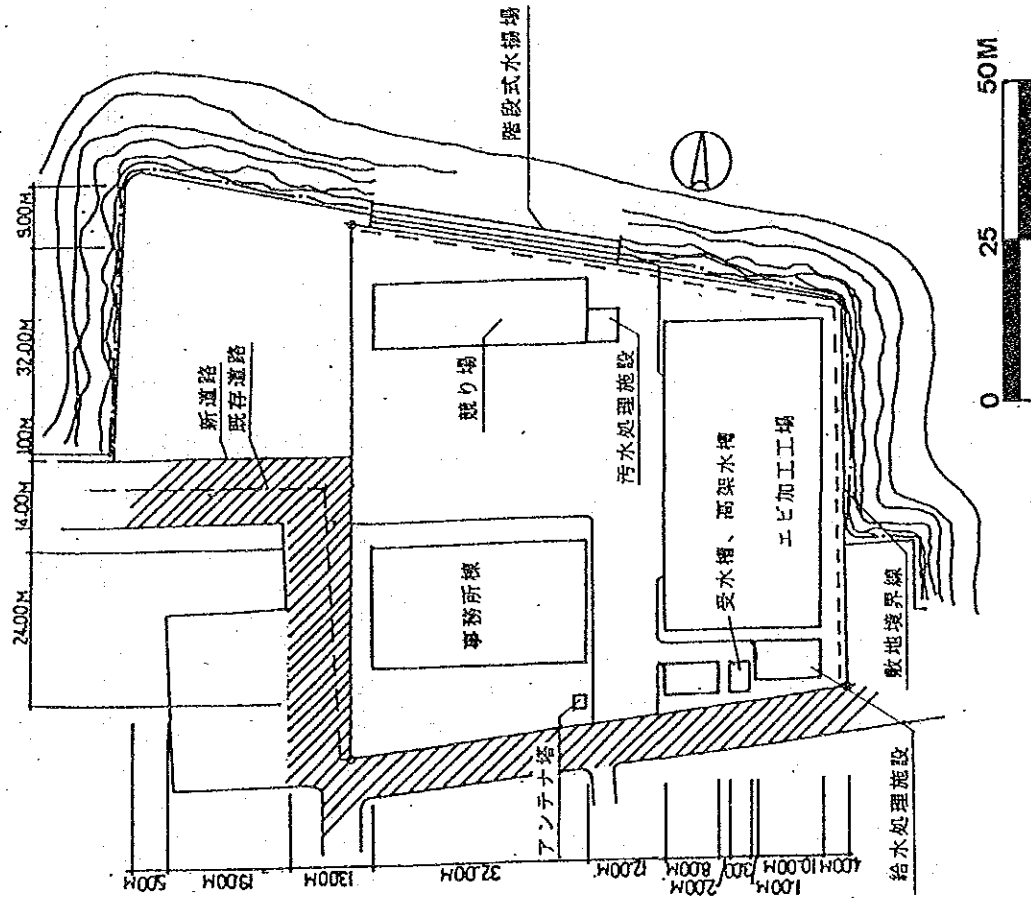 9.00M
32.00M
1.00M
14.00M
24.00M
新道路
既存道路
階段式水揚場
競り場
汚水処理施設
事務所棟
受水槽、高架水槽
エビ加工工場
アンテナ塔
敷地境界線
給水処理施設
5.00M
19.00M
13.00M
32.00M
12.00M
8.00M
2.00M
3.00
1.00M
10.00M
4.00M
0
25
50M